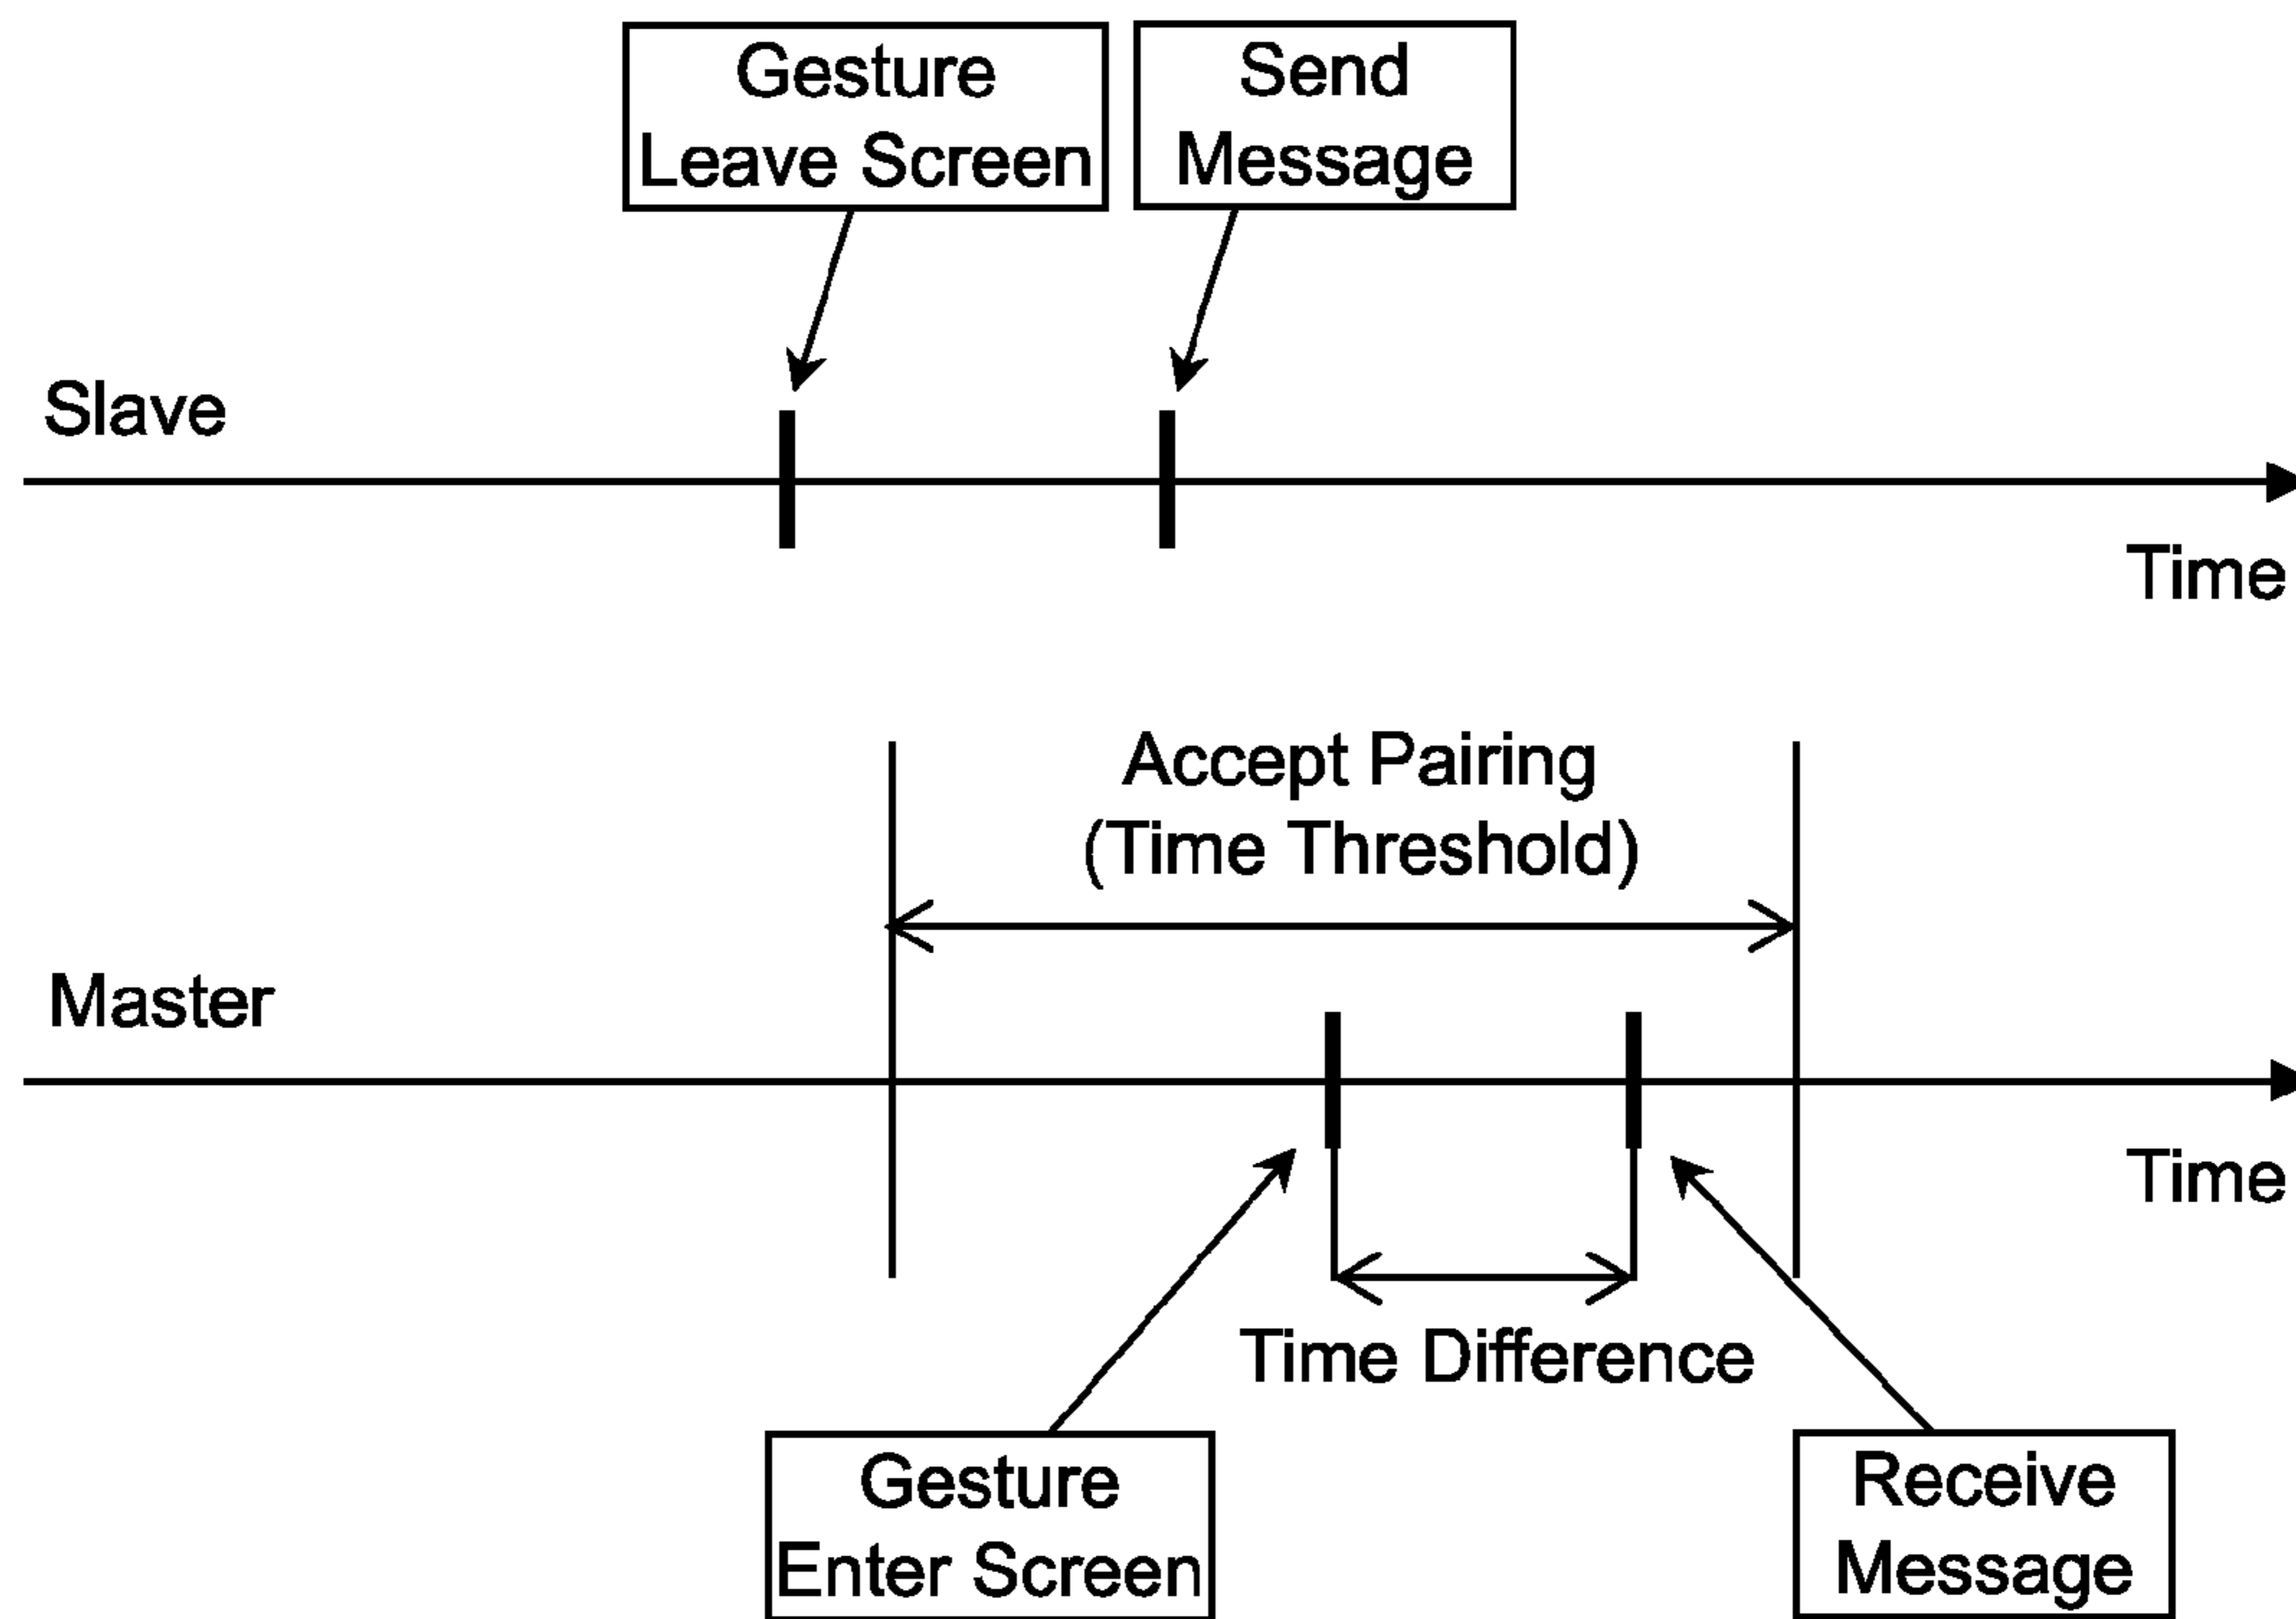 Gesture
Leave Screen
Send
Message
Slave
Time
Accept Pairing
(Time Threshold)
Master
Time
Time Difference
Gesture
Enter Screen
Receive
Message